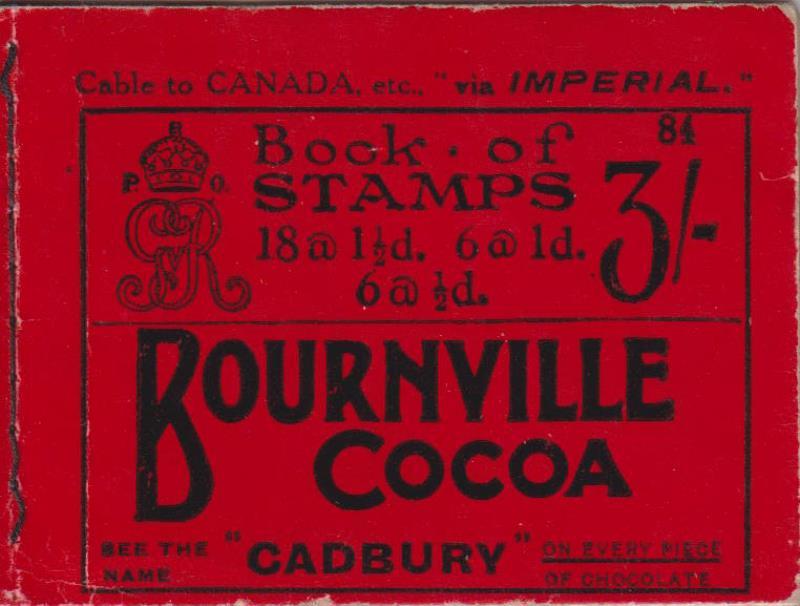 Cable to CANADA, etc., "via IMPERIAL."
84
P. O.
GVR
Book · of
STAMPS
18 @ 1½d. 6 @ 1d.
6 @ ½d.
3/-
BOURNVILLE
COCOA
SEE THE NAME "CADBURY" ON EVERY PIECE OF CHOCOLATE